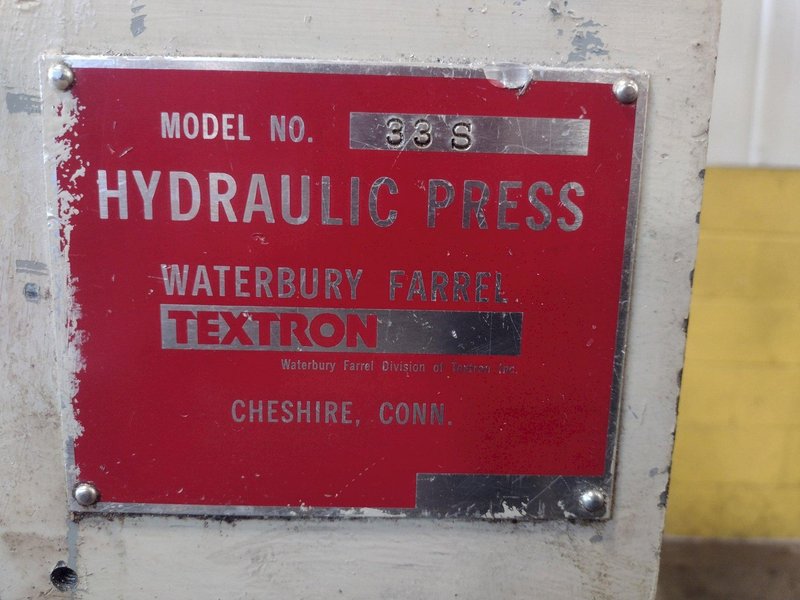 MODEL NO. 33 S
HYDRAULIC PRESS
WATERBURY FARREL
TEXTRON
Waterbury Farrel Division of Textron Inc.
CHESHIRE, CONN.